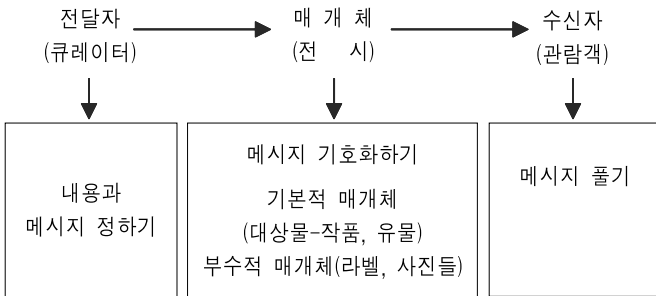 전달자
(큐레이터)
매 개 체
(전 시)
수신자
(관람객)
내용과
메시지 정하기
메시지 기호화하기
기본적 매개체
(대상물-작품, 유물)
부수적 매개체(라벨, 사진들)
메시지 풀기